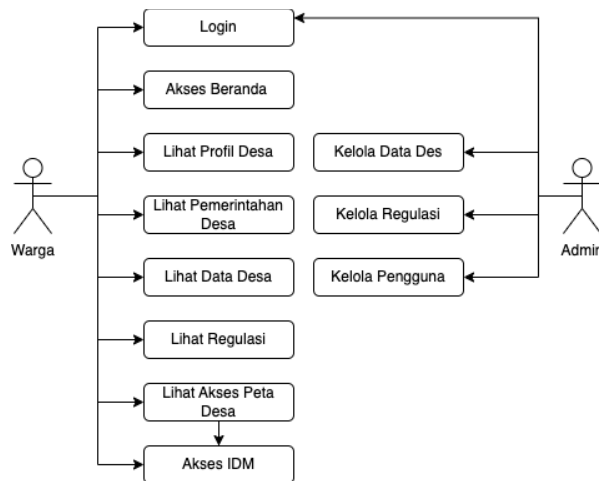 Login
Akses Beranda
Lihat Profil Desa
Kelola Data Des
Lihat Pemerintahan
Desa
Kelola Regulasi
Warga
Admin
Lihat Data Desa
Kelola Pengguna
Lihat Regulasi
Lihat Akses Peta
Desa
Akses IDM